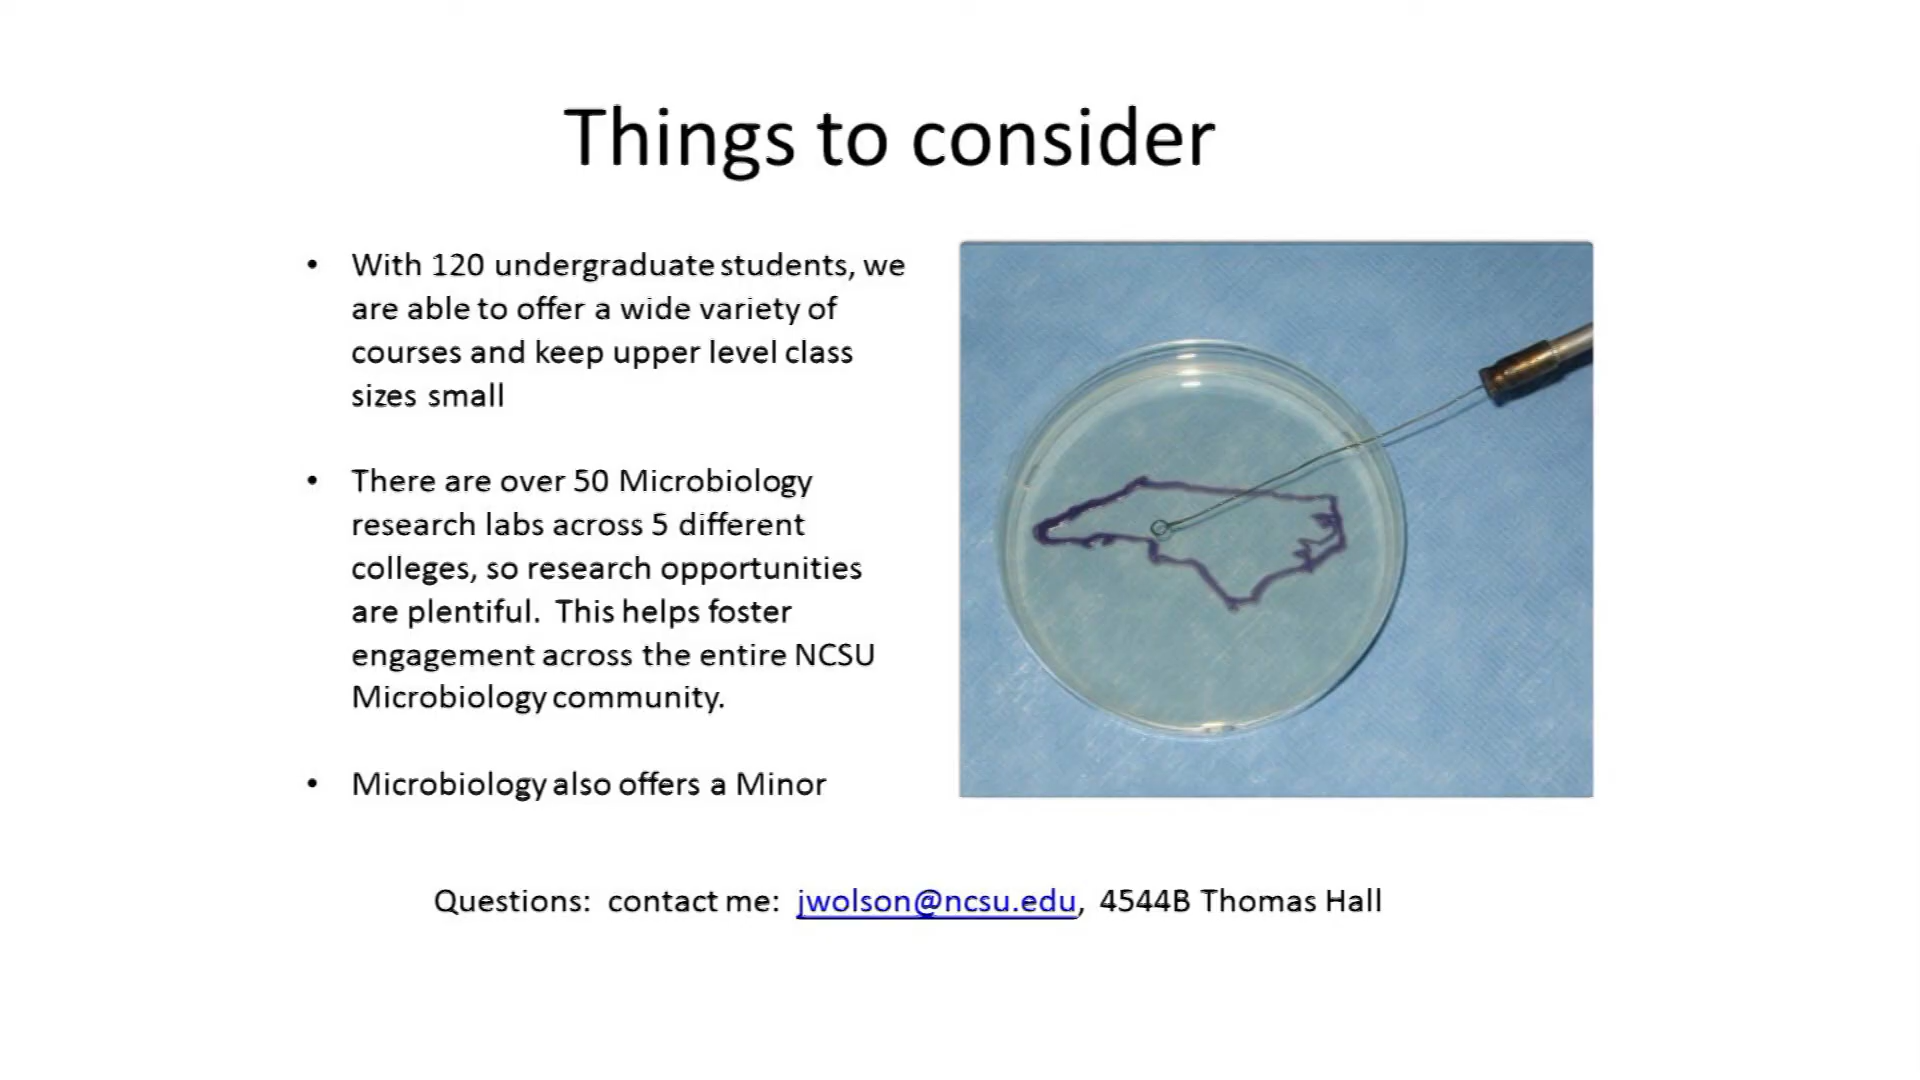 Things to consider
• With 120 undergraduate students, we
are able to offer a wide variety of
courses and keep upper level class
sizes small
• There are over 50 Microbiology
research labs across 5 different
colleges, so research opportunities
are plentiful. This helps foster
engagement across the entire NCSU
Microbiology community.
• Microbiology also offers a Minor
Questions: contact me: jwolson@ncsu.edu, 4544B Thomas Hall